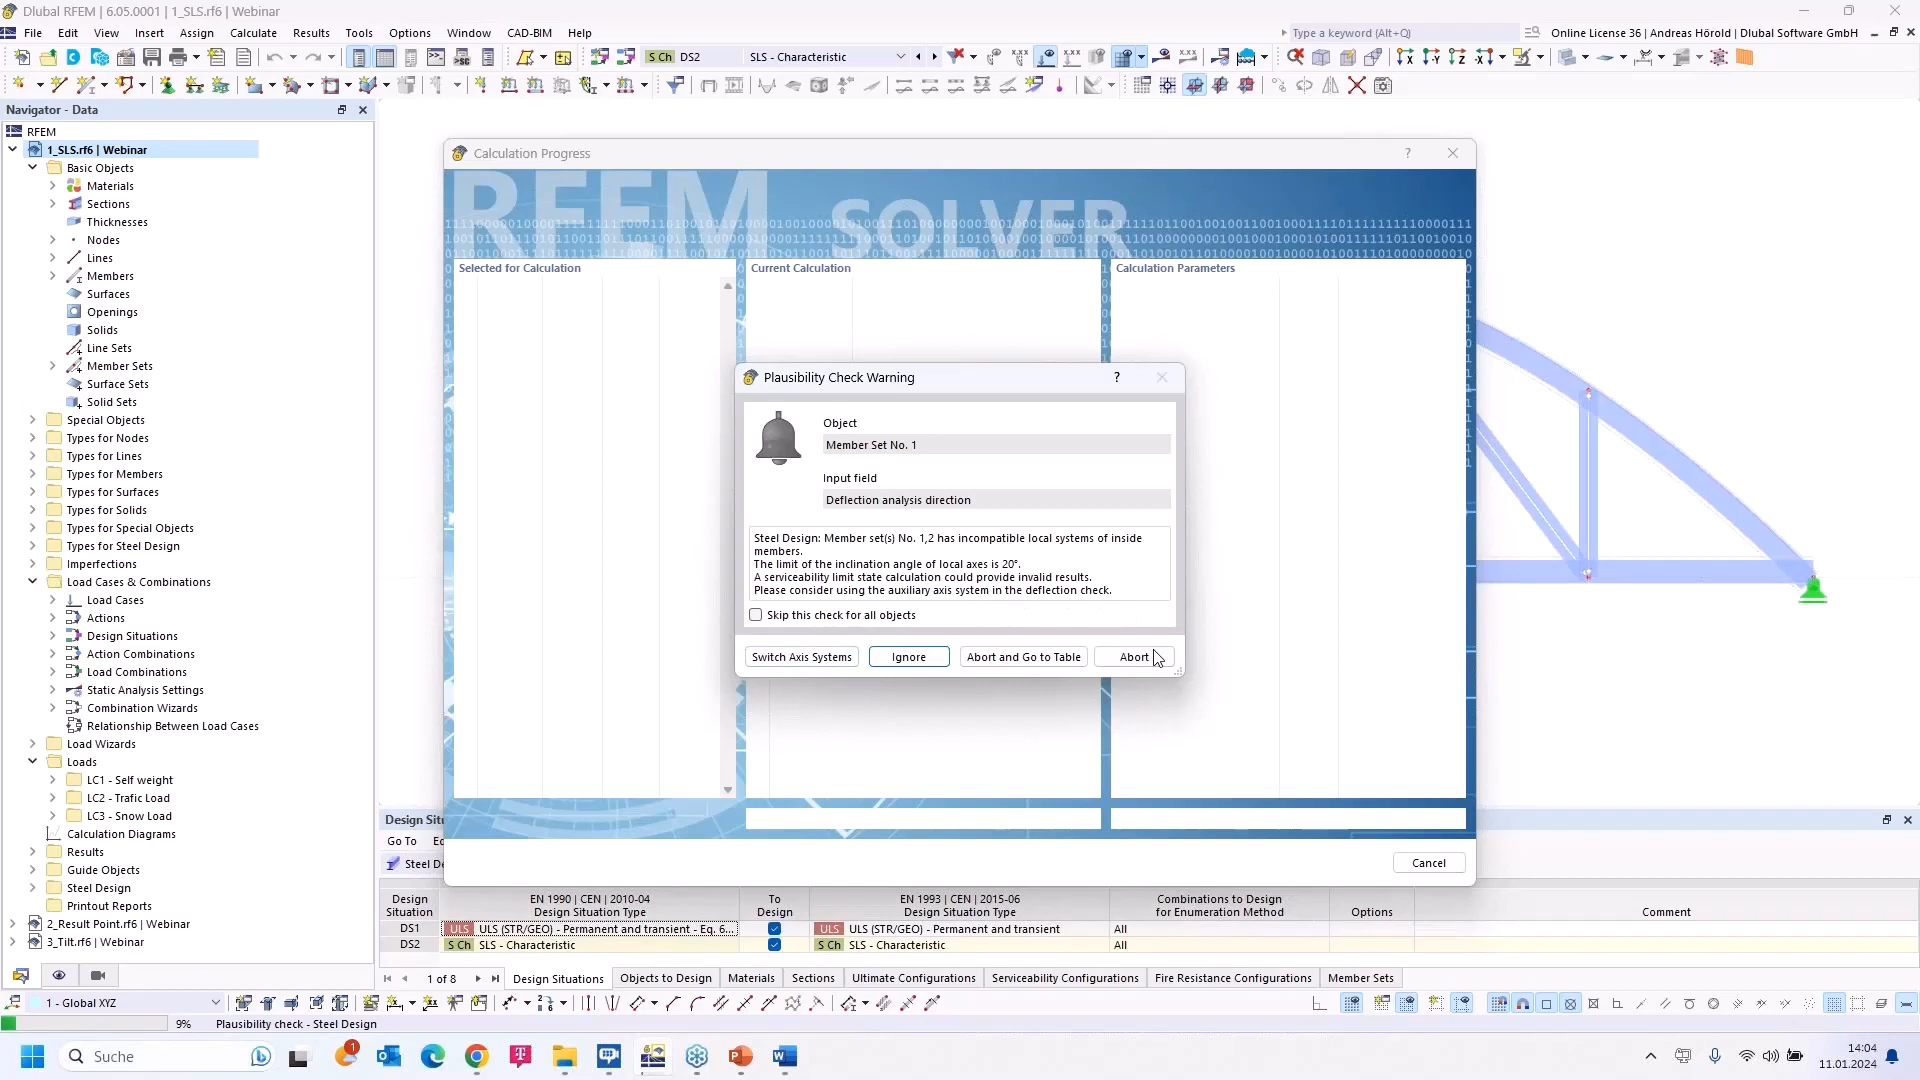 Dlubal RFEM | 6.05.0001 | 1_SLS.rf6 | Webinar
File Edit View Insert Assign Calculate Results Tools Options Window CAD-BIM Help
Type a keyword (Alt+Q)
Online License 36 | Andreas Hörold | Dlubal Software GmbH
S Ch DS2 SLS - Characteristic
Navigator - Data
RFEM
1_SLS.rf6 | Webinar
Basic Objects
Materials
Sections
Thicknesses
Nodes
Lines
Members
Surfaces
Openings
Solids
Line Sets
Member Sets
Surface Sets
Solid Sets
Special Objects
Types for Nodes
Types for Lines
Types for Members
Types for Surfaces
Types for Solids
Types for Special Objects
Types for Steel Design
Imperfections
Load Cases & Combinations
Load Cases
Actions
Design Situations
Action Combinations
Load Combinations
Static Analysis Settings
Combination Wizards
Relationship Between Load Cases
Load Wizards
Loads
LC1 - Self weight
LC2 - Trafic Load
LC3 - Snow Load
Calculation Diagrams
Results
Guide Objects
Steel Design
Printout Reports
2_Result Point.rf6 | Webinar
3_Tilt.rf6 | Webinar
Calculation Progress
RFEM SOLVER
Selected for Calculation
Current Calculation
Calculation Parameters
Plausibility Check Warning
Object
Member Set No. 1
Input field
Deflection analysis direction
Steel Design: Member set(s) No. 1,2 has incompatible local systems of inside
members.
The limit of the inclination angle of local axes is 20°.
A serviceability limit state calculation could provide invalid results.
Please consider using the auxiliary axis system in the deflection check.
Skip this check for all objects
Switch Axis Systems Ignore Abort and Go to Table Abort
Cancel
Design Situ
Go To Ed
Steel De
Design
Situation
EN 1990 | CEN | 2010-04
Design Situation Type
To
Design
EN 1993 | CEN | 2015-06
Design Situation Type
Combinations to Design
for Enumeration Method
Options
Comment
DS1 ULS ULS (STR/GEO) - Permanent and transient - Eq. 6... ULS ULS (STR/GEO) - Permanent and transient All
DS2 S Ch SLS - Characteristic S Ch SLS - Characteristic All
1 of 8 Design Situations Objects to Design Materials Sections Ultimate Configurations Serviceability Configurations Fire Resistance Configurations Member Sets
1 - Global XYZ
9% Plausibility check - Steel Design
Suche
1
14:04
11.01.2024